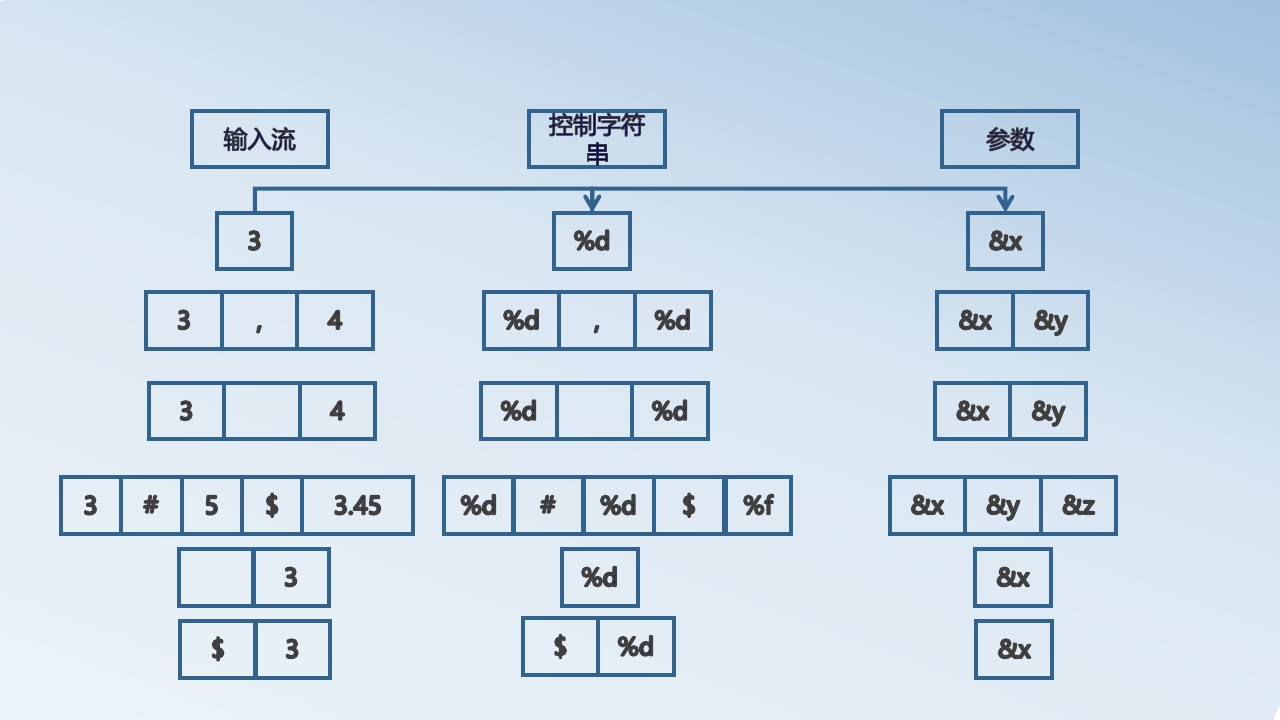 输入流
控制字符
串
参数
3
%d
&x
3 , 4
%d , %d
&x &y
3 4
%d %d
&x &y
3 # 5 $ 3.45
%d # %d $ %f
&x &y &z
3
%d
&x
$ 3
$ %d
&x